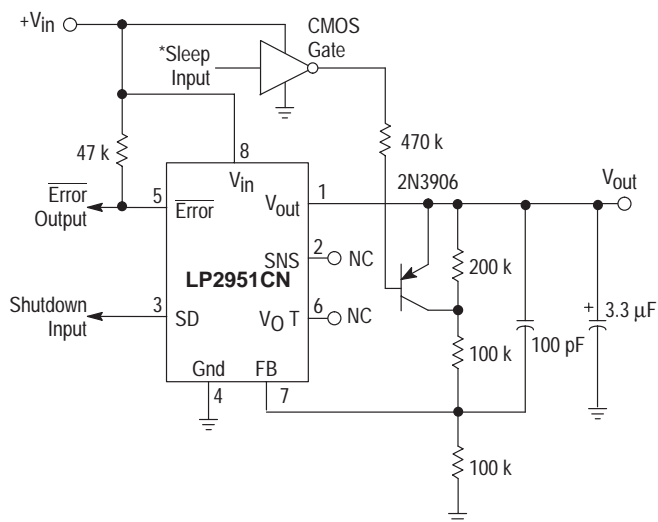 +Vin
CMOS
Gate
*Sleep
Input
47 k
470 k
8
Vin
2N3906
Vout
Error
Output
5
Error
Vout
1
SNS
2
NC
200 k
LP2951CN
Shutdown
Input
3
SD
VO T
6
NC
100 k
100 pF
+
3.3 µF
Gnd
FB
4
7
100 k